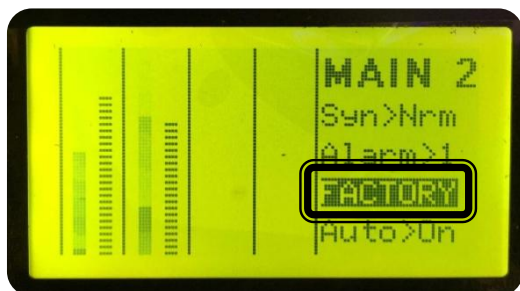 MAIN 2
Syn>Nrm
Alarm>1
FACTORY
Auto>On